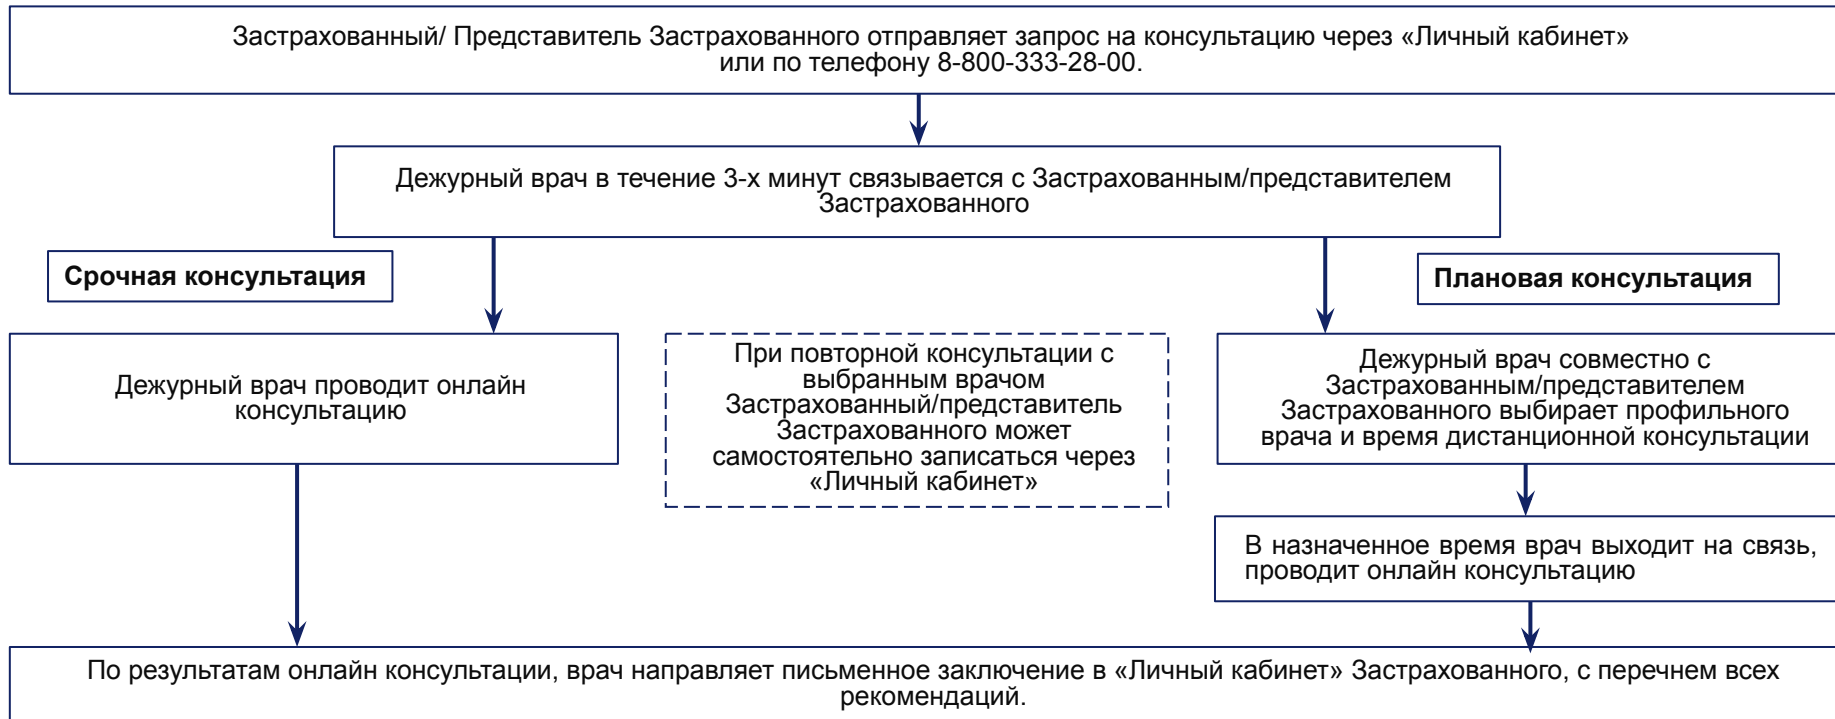 Застрахованный/ Представитель Застрахованного отправляет запрос на консультацию через «Личный кабинет»
или по телефону 8-800-333-28-00.
Дежурный врач в течение 3-х минут связывается с Застрахованным/представителем
Застрахованного
Срочная консультация
Плановая консультация
Дежурный врач проводит онлайн
консультацию
При повторной консультации с
выбранным врачом
Застрахованный/представитель
Застрахованного может
самостоятельно записаться через
«Личный кабинет»
Дежурный врач совместно с
Застрахованным/представителем
Застрахованного выбирает профильного
врача и время дистанционной консультации
В назначенное время врач выходит на связь,
проводит онлайн консультацию
По результатам онлайн консультации, врач направляет письменное заключение в «Личный кабинет» Застрахованного, с перечнем всех
рекомендаций.